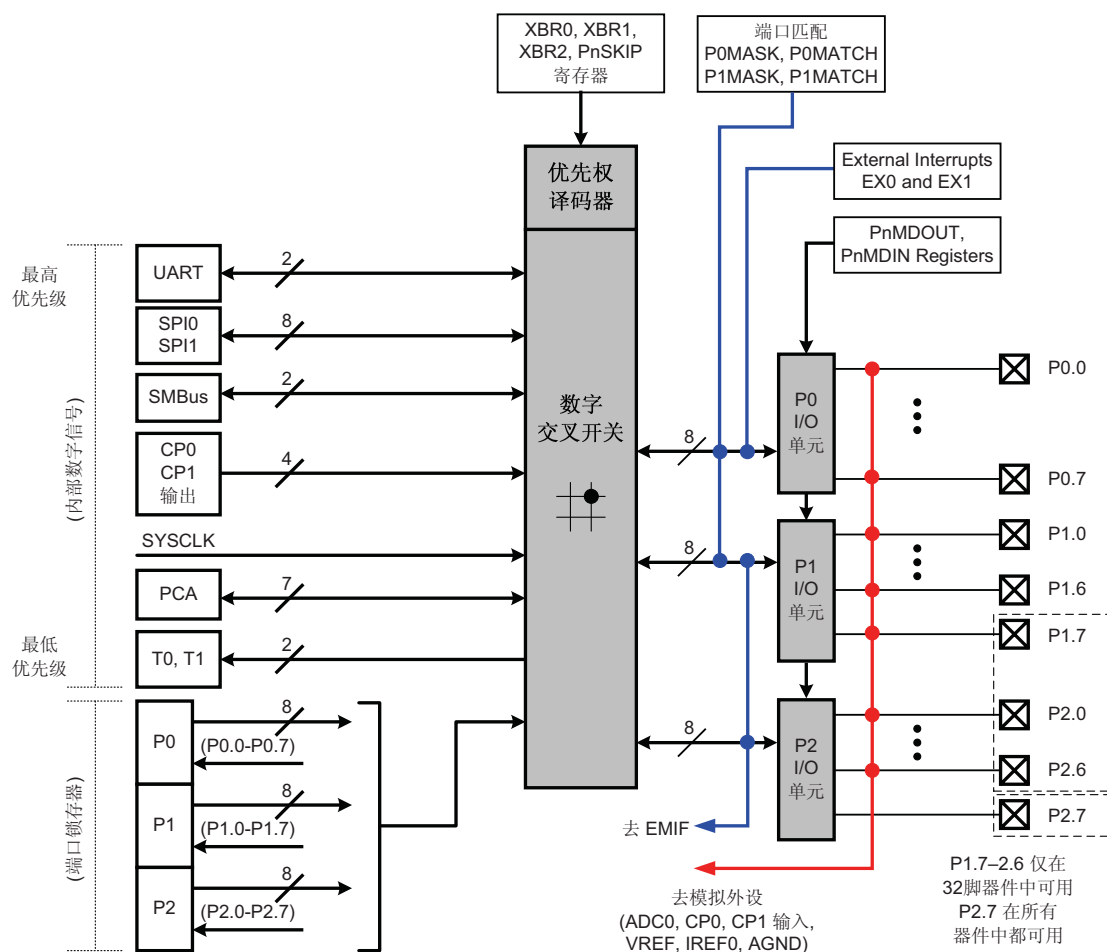 XBR0, XBR1,
XBR2, PnSKIP
寄存器
端口匹配
P0MASK, P0MATCH
P1MASK, P1MATCH
External Interrupts
EX0 and EX1
PnMDOUT,
PnMDIN Registers
优先权
译码器
数字
交叉开关
最高
优先级
(内部数字信号)
最低
优先级
UART
2
SPI0
SPI1
8
SMBus
2
CP0
CP1
输出
4
SYSCLK
PCA
7
T0, T1
2
(端口锁存器)
P0
8
(P0.0-P0.7)
P1
8
(P1.0-P1.7)
P2
8
(P2.0-P2.7)
8
8
8
P0
I/O
单元
P1
I/O
单元
P2
I/O
单元
P0.0
P0.7
P1.0
P1.6
P1.7
P2.0
P2.6
P2.7
去 EMIF
去模拟外设
(ADC0, CP0, CP1 输入,
VREF, IREF0, AGND)
P1.7–2.6 仅在
32脚器件中可用
P2.7 在所有
器件中都可用